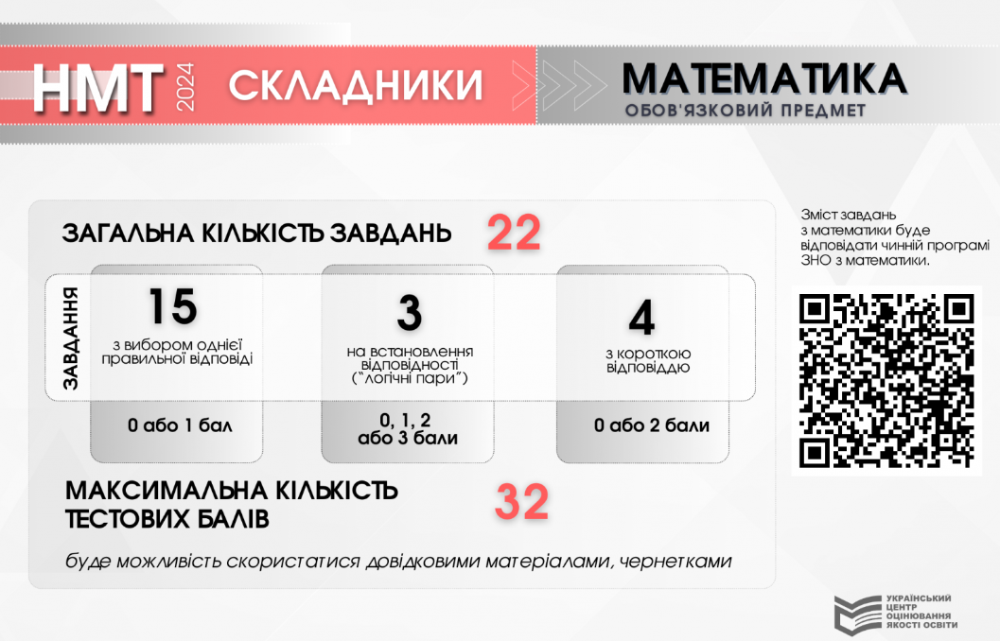 НМТ 2024 СКЛАДНИКИ
МАТЕМАТИКА
ОБОВ'ЯЗКОВИЙ ПРЕДМЕТ
ЗАГАЛЬНА КІЛЬКІСТЬ ЗАВДАНЬ 22
ЗАВДАННЯ
15
з вибором однієї
правильної відповіді
0 або 1 бал
3
на встановлення
відповідності
("логічні пари")
0, 1, 2
або 3 бали
4
з короткою
відповіддю
0 або 2 бали
МАКСИМАЛЬНА КІЛЬКІСТЬ
ТЕСТОВИХ БАЛІВ
32
буде можливість скористатися довідковими матеріалами, чернетками
Зміст завдань
з математики буде
відповідати чинній програмі
ЗНО з математики.
УКРАЇНСЬКИЙ
ЦЕНТР
ОЦІНЮВАННЯ
ЯКОСТІ ОСВІТИ